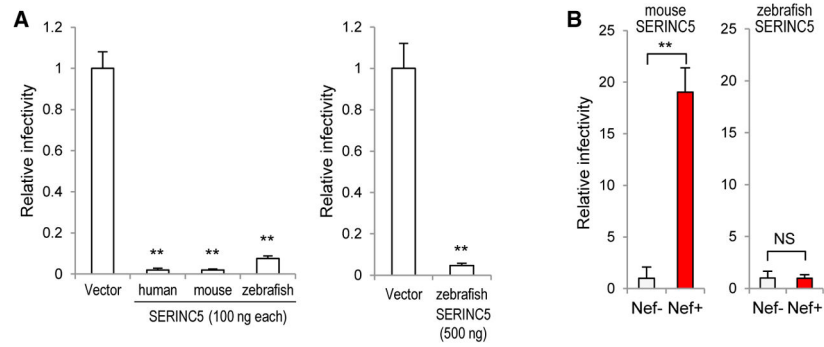 A
Relative infectivity
1.2
1
0.8
0.6
0.4
0.2
0
**
**
**
Vector human mouse zebrafish
SERINC5 (100 ng each)
Relative infectivity
1.2
1
0.8
0.6
0.4
0.2
0
**
Vector zebrafish
SERINC5
(500 ng)
B
mouse
SERINC5
Relative infectivity
25
20
15
10
5
0
**
Nef- Nef+
zebrafish
SERINC5
25
20
15
10
5
0
NS
Nef- Nef+